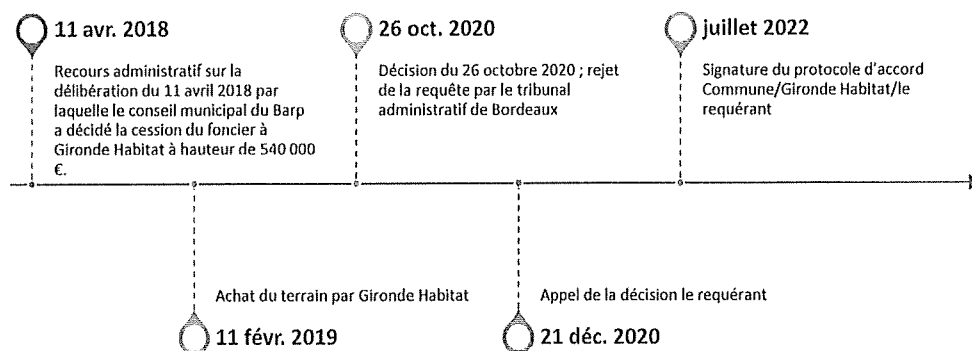 11 avr. 2018
Recours administratif sur la
délibération du 11 avril 2018 par
laquelle le conseil municipal du Barp
a décidé la cession du foncier à
Gironde Habitat à hauteur de 540 000
€.
Achat du terrain par Gironde Habitat
11 févr. 2019
26 oct. 2020
Décision du 26 octobre 2020 ; rejet
de la requête par le tribunal
administratif de Bordeaux
Appel de la décision le requérant
21 déc. 2020
juillet 2022
Signature du protocole d'accord
Commune/Gironde Habitat/le
requérant